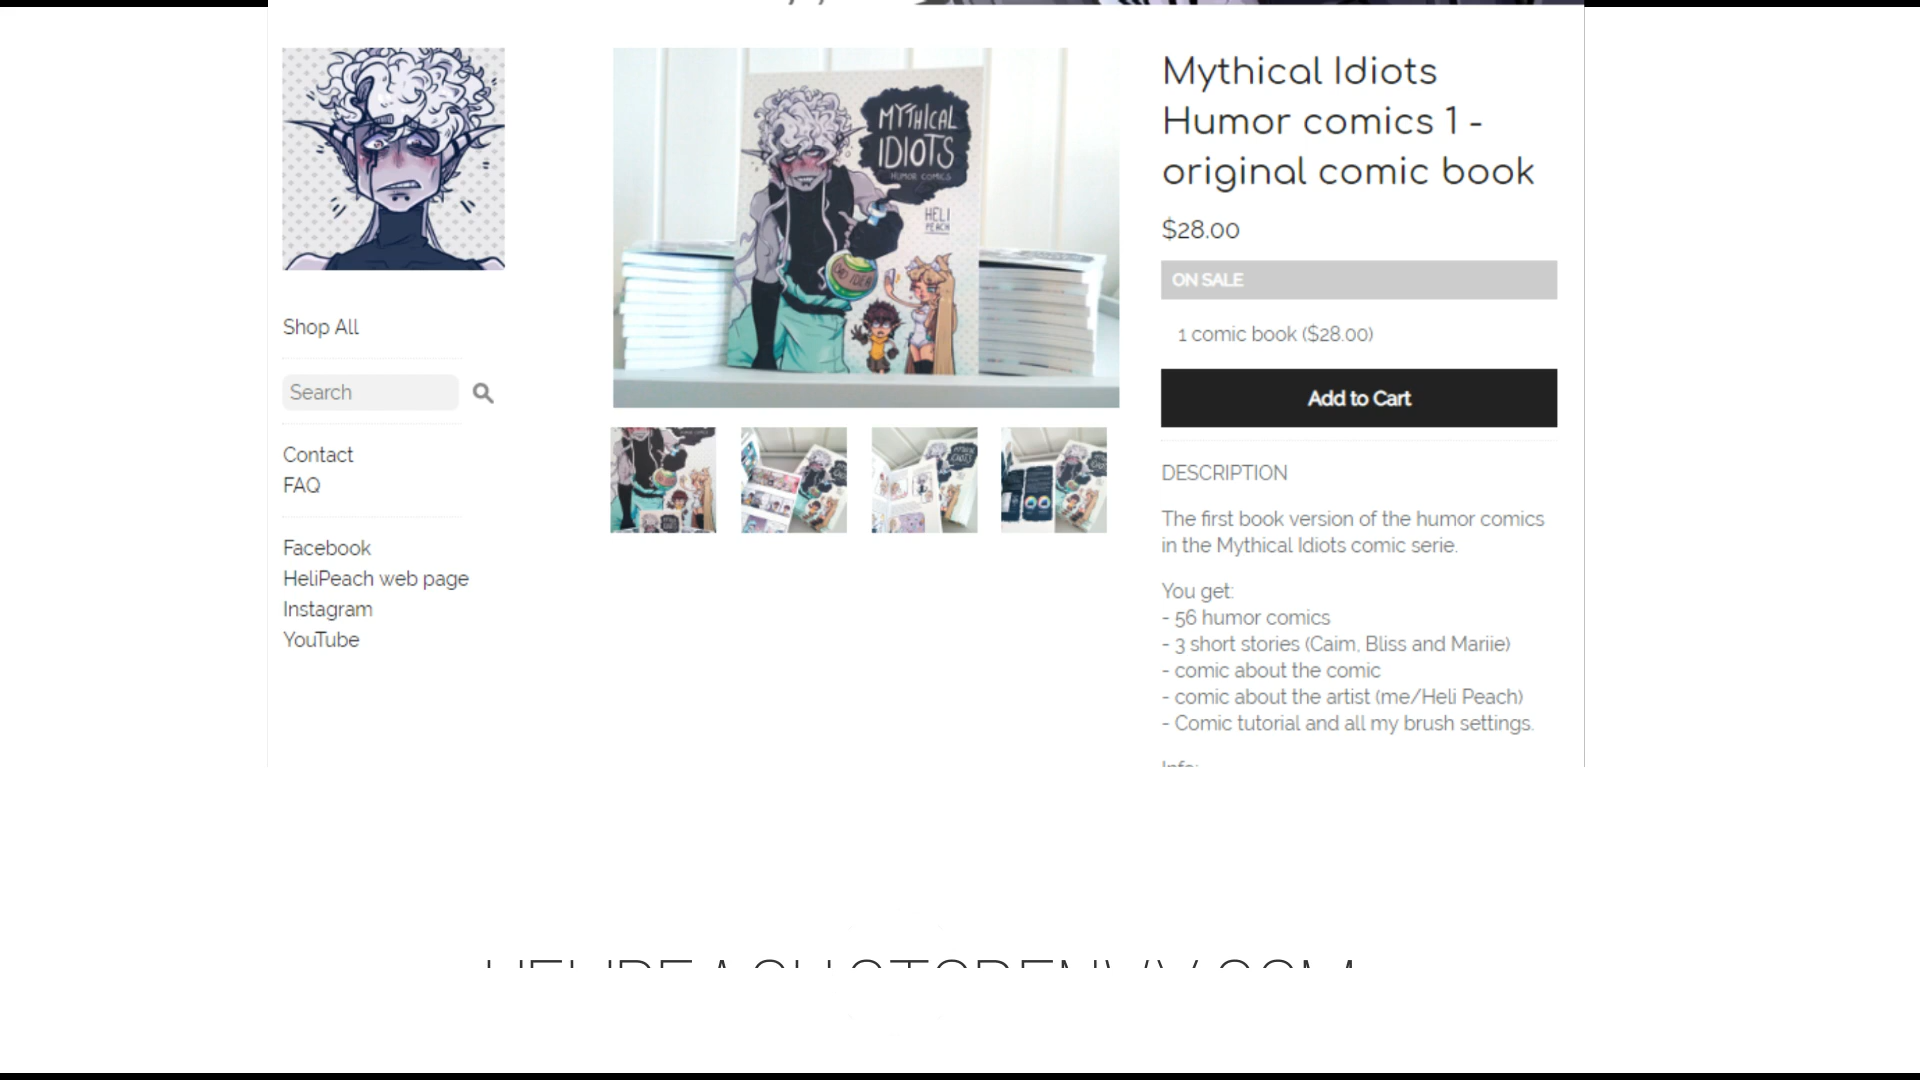 Shop All
Search
Contact
FAQ
Facebook
HeliPeach web page
Instagram
YouTube
MYTHICAL
IDIOTS
HUMOR COMICS
HELI
PEACH
NO IDEA
Mythical Idiots
Humor comics 1 -
original comic book
$28.00
ON SALE
1 comic book ($28.00)
Add to Cart
DESCRIPTION
The first book version of the humor comics
in the Mythical Idiots comic serie.
You get:
- 56 humor comics
- 3 short stories (Caim, Bliss and Mariie)
- comic about the comic
- comic about the artist (me/Heli Peach)
- Comic tutorial and all my brush settings.